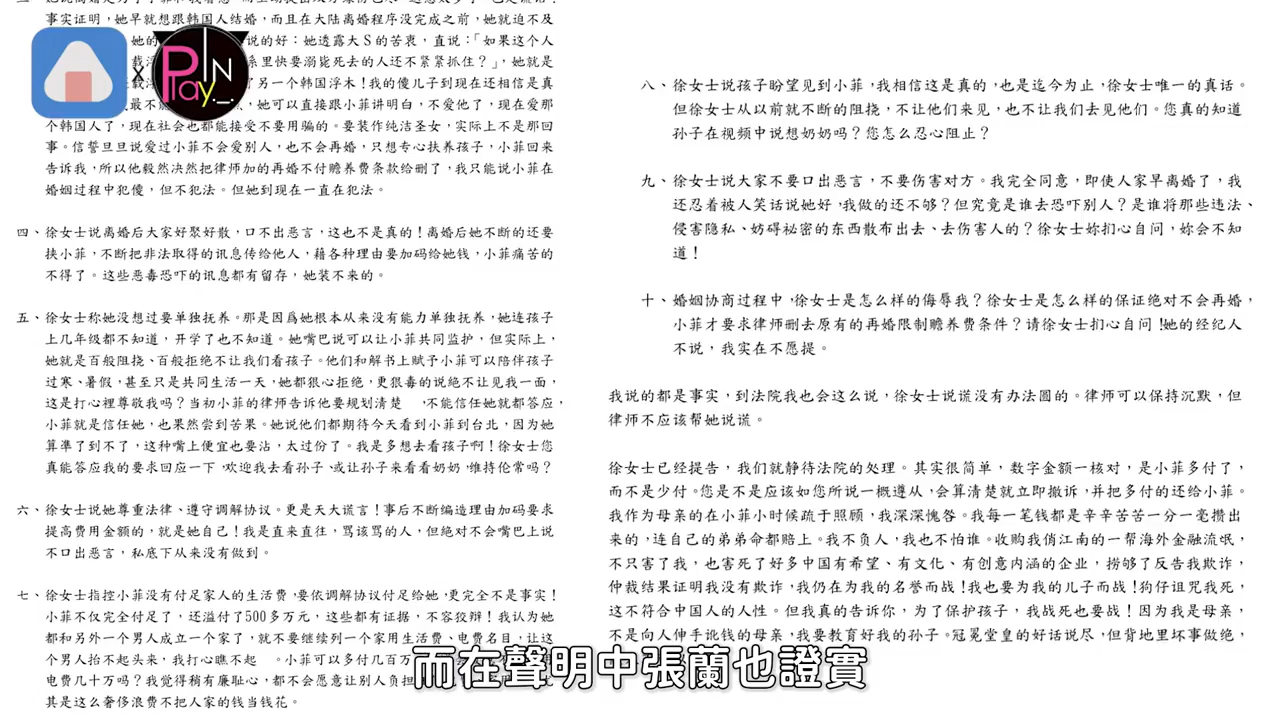 事实证明，她早就想跟韩国人结婚，而且在大陆离婚程序没完成之前，她就迫不及
她的 说的好：她透露大S的苦衷，直说：「如果这个人
系里快要溺毙死去的人还不紧紧抓住？」，她就是
了另一个韩国浮木！我的傻儿子到现在还相信是真
最不 ，她可以直接跟小菲讲明白，不爱他了，现在爱那
个韩国人了，现在社会也都能接受不要用骗的。要装作纯洁圣女，实际上不是那回
事。信誓旦旦说爱过小菲不会爱别人，也不会再婚，只想专心扶养孩子，小菲回来
告诉我，所以他毅然决然把律师加的再婚不付赡养费条款给删了，我只能说小菲在
婚姻过程中犯傻，但不犯法。但她到现在一直在犯法。
四、徐女士说离婚后大家好聚好散，口不出恶言，这也不是真的！离婚后她不断的还要
挟小菲，不断把非法取得的讯息传给他人，藉各种理由要加码给她钱，小菲痛苦的
不得了。这些恶毒恐吓的讯息都有留存，她装不来的。
五、徐女士称她没想过要单独抚养。那是因爲她根本从来没有能力单独抚养，她连孩子
上几年级都不知道，开学了也不知道。她嘴巴说可以让小菲共同监护，但实际上，
她就是百般阻挠、百般拒绝不让我们看孩子。他们和解书上赋予小菲可以陪伴孩子
过寒、暑假，甚至只是共同生活一天，她都狠心拒绝，更狠毒的说绝不让见我一面，
这是打心裡尊敬我吗？当初小菲的律师告诉他要规划清楚 ，不能信任她就都答应，
小菲就是信任她，也果然尝到苦果。她说他们都期待今天看到小菲到台北，因为她
算準了到不了，这种嘴上便宜也要沾，太过份了。我是多想去看孩子啊！徐女士您
真能答应我的要求回应一下，欢迎我去看孙子、或让孙子来看看奶奶，维持伦常吗？
六、徐女士说她尊重法律、遵守调解协议。更是天大谎言！事后不断编造理由加码要求
提高费用金额的，就是她自己！我是直来直往，骂该骂的人，但绝对不会嘴巴上说
不口出恶言，私底下从来没有做到。
七、徐女士指控小菲没有付足家人的生活费，要依调解协议付足给她，更完全不是事实！
小菲不仅完全付足了，还溢付了500多万元，这些都有证据，不容狡辩！我认为她
都和另外一个男人成立一个家了，就不要继续列一个家用生活费、电费名目，让这
个男人抬不起头来，我打心瞧不起 。小菲可以多付几百万
电费几十万吗？我觉得稍有廉耻心，都不会愿意让别人负担
其是这么奢侈浪费不把人家的钱当钱花。
八、徐女士说孩子盼望见到小菲，我相信这是真的，也是迄今为止，徐女士唯一的真话。
但徐女士从以前就不断的阻挠，不让他们来见，也不让我们去见他们。您真的知道
孙子在视频中说想奶奶吗？您怎么忍心阻止？
九、徐女士说大家不要口出恶言，不要伤害对方。我完全同意，即使人家早离婚了，我
还忍着被人笑话说她好，我做的还不够？但究竟是谁去恐吓别人？是谁将那些违法、
侵害隐私、妨碍祕密的东西散布出去、去伤害人的？徐女士妳扪心自问，妳会不知
道！
十、婚姻协商过程中，徐女士是怎么样的侮辱我？徐女士是怎么样的保证绝对不会再婚，
小菲才要求律师删去原有的再婚限制赡养费条件？请徐女士扪心自问！她的经纪人
不说，我实在不愿提。
我说的都是事实，到法院我也会这么说，徐女士说谎没有办法圆的。律师可以保持沉默，但
律师不应该帮她说谎。
徐女士已经提告，我们就静待法院的处理。其实很简单，数字金额一核对，是小菲多付了，
而不是少付。您是不是应该如您所说一概遵从，会算清楚就立即撤诉，并把多付的还给小菲。
我作为母亲的在小菲小时候疏于照顾，我深深愧咎。我每一笔钱都是辛辛苦苦一分一毫攒出
来的，连自己的弟弟命都赔上。我不负人，我也不怕谁。收购我俏江南的一帮海外金融流氓，
不只害了我，也害死了好多中国有希望、有文化、有创意内涵的企业，捞够了反告我欺诈，
仲裁结果证明我没有欺诈，我仍在为我的名誉而战！我也要为我的儿子而战！狗仔诅咒我死，
这不符合中国人的人性。但我真的告诉你，为了保护孩子，我战死也要战！因为我是母亲，
不是向人伸手讹钱的母亲，我要教育好我的孙子。冠冕堂皇的好话说尽，但背地里坏事做绝，
x
Play IN
而在聲明中張蘭也證實